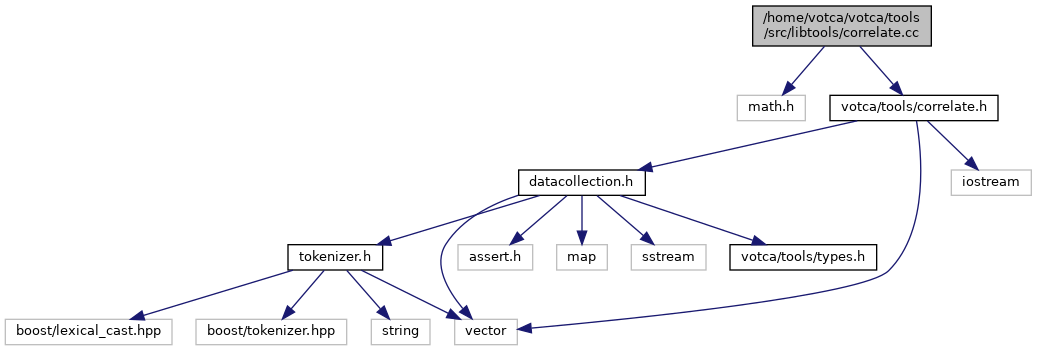 /home/votca/votca/tools
/src/libtools/correlate.cc
math.h
votca/tools/correlate.h
datacollection.h
iostream
tokenizer.h
assert.h
map
sstream
votca/tools/types.h
boost/lexical_cast.hpp
boost/tokenizer.hpp
string
vector